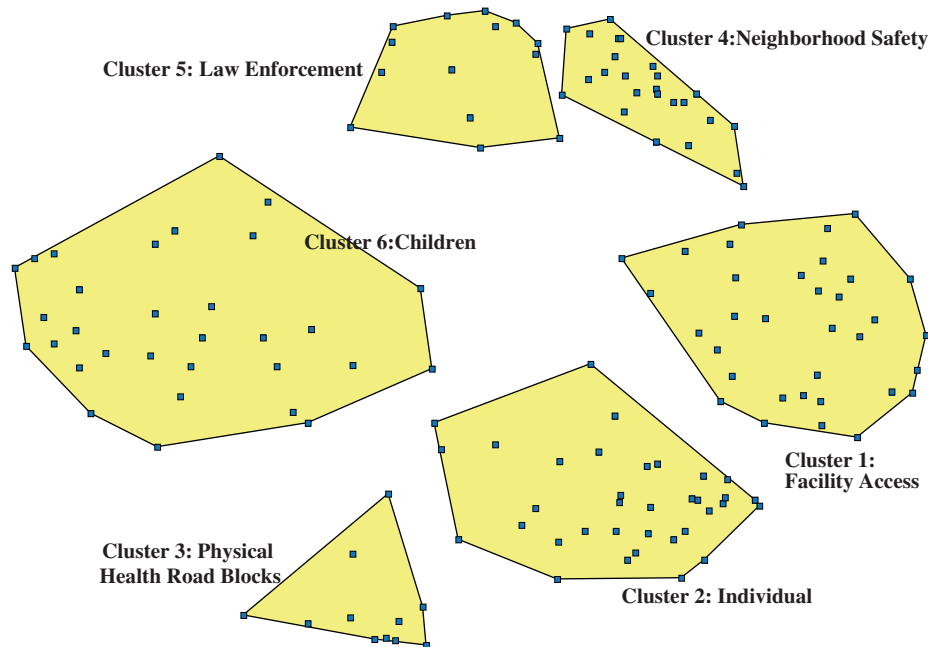 Cluster 4:Neighborhood Safety
Cluster 5: Law Enforcement
Cluster 6:Children
Cluster 1:
Facility Access
Cluster 3: Physical
Health Road Blocks
Cluster 2: Individual